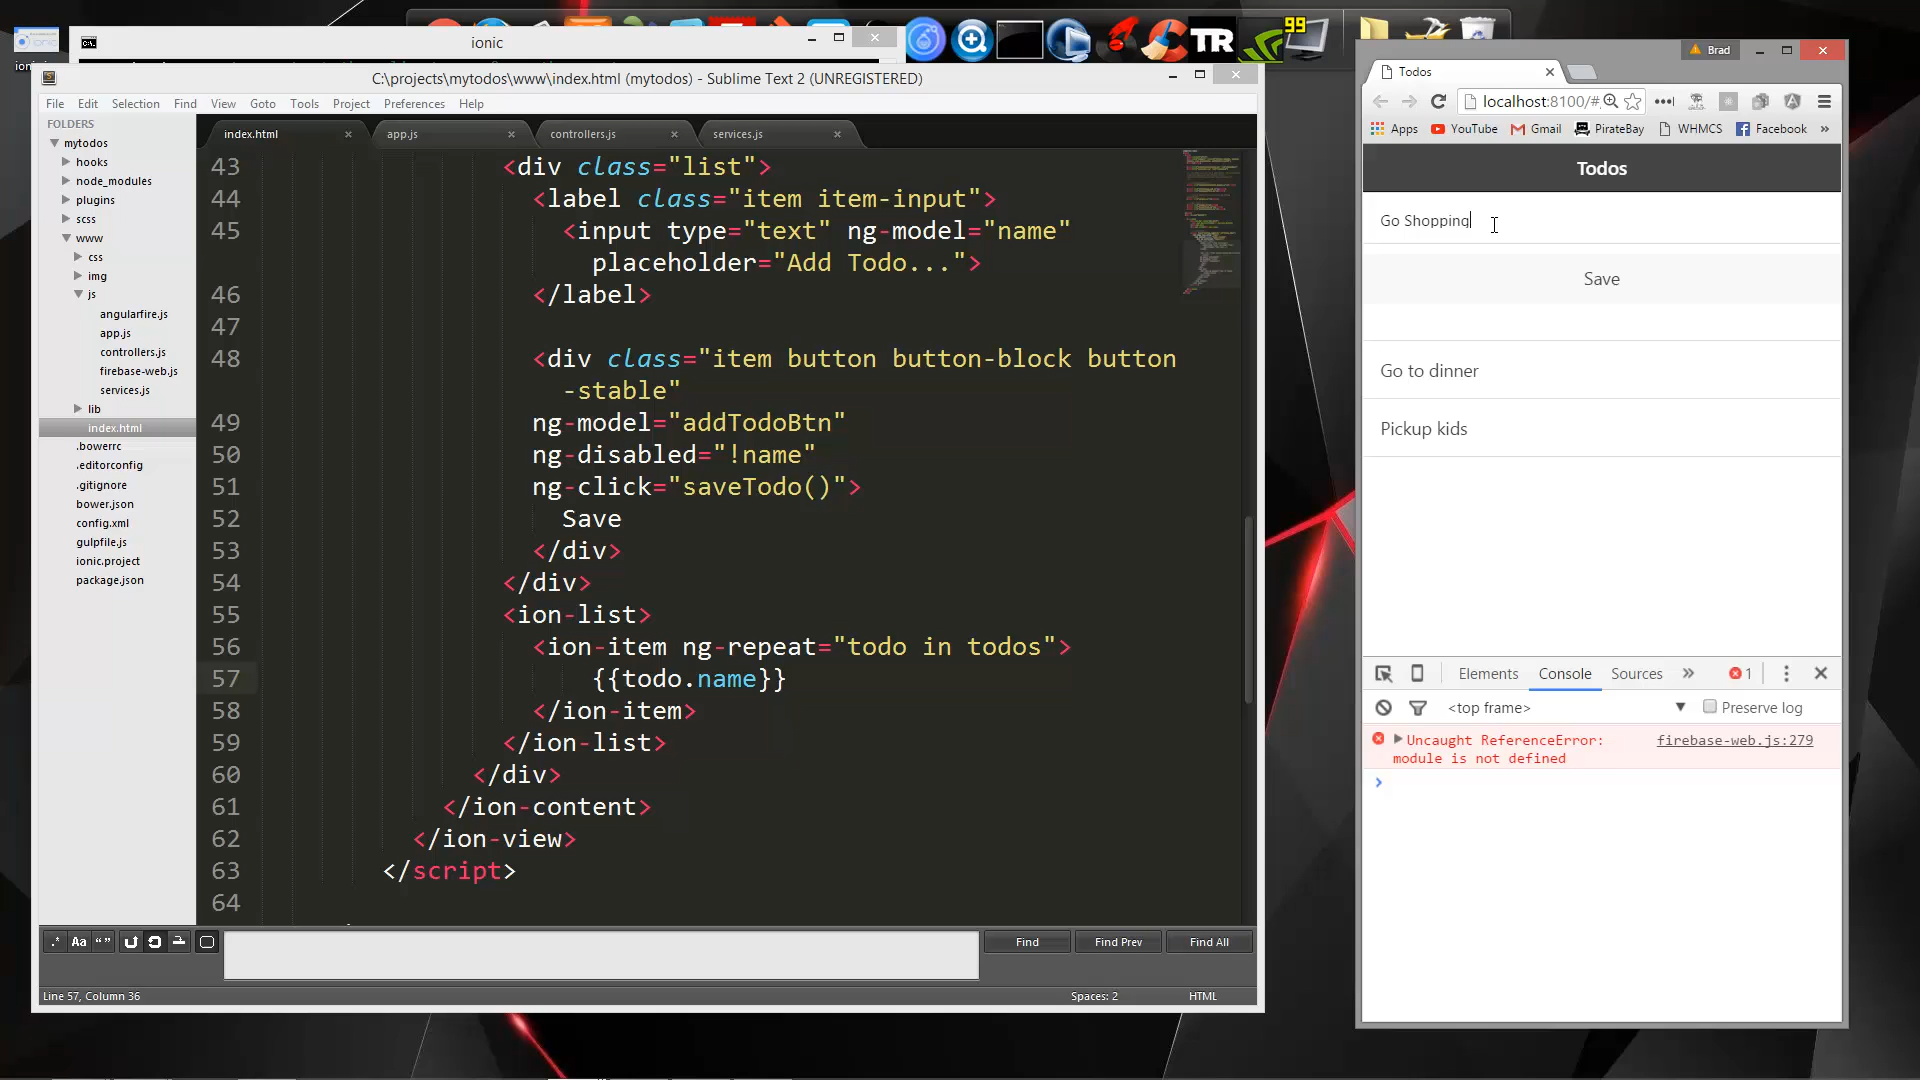 ionic
C:\projects\mytodos\www\index.html (mytodos) - Sublime Text 2 (UNREGISTERED)
File Edit Selection Find View Goto Tools Project Preferences Help
FOLDERS
mytodos
hooks
node_modules
plugins
scss
www
css
img
js
angularfire.js
app.js
controllers.js
firebase-web.js
services.js
lib
index.html
.bowerrc
.editorconfig
.gitignore
bower.json
config.xml
gulpfile.js
ionic.project
package.json
index.html app.js controllers.js services.js
43 <div class="list">
44 <label class="item item-input">
45 <input type="text" ng-model="name"
placeholder="Add Todo...">
46 </label>
47
48 <div class="item button button-block button
-stable"
49 ng-model="addTodoBtn"
50 ng-disabled="!name"
51 ng-click="saveTodo()">
52 Save
53 </div>
54 </div>
55 <ion-list>
56 <ion-item ng-repeat="todo in todos">
57 {{todo.name}}
58 </ion-item>
59 </ion-list>
60 </div>
61 </ion-content>
62 </ion-view>
63 </script>
64
.* Aa “ ” Find Find Prev Find All
Line 57, Column 36 Spaces: 2 HTML
TR
99
Brad
Todos
localhost:8100/#
Apps YouTube Gmail PirateBay WHMCS Facebook »
Todos
Go Shopping
Save
Go to dinner
Pickup kids
Elements Console Sources » 1
<top frame> Preserve log
Uncaught ReferenceError: firebase-web.js:279
module is not defined